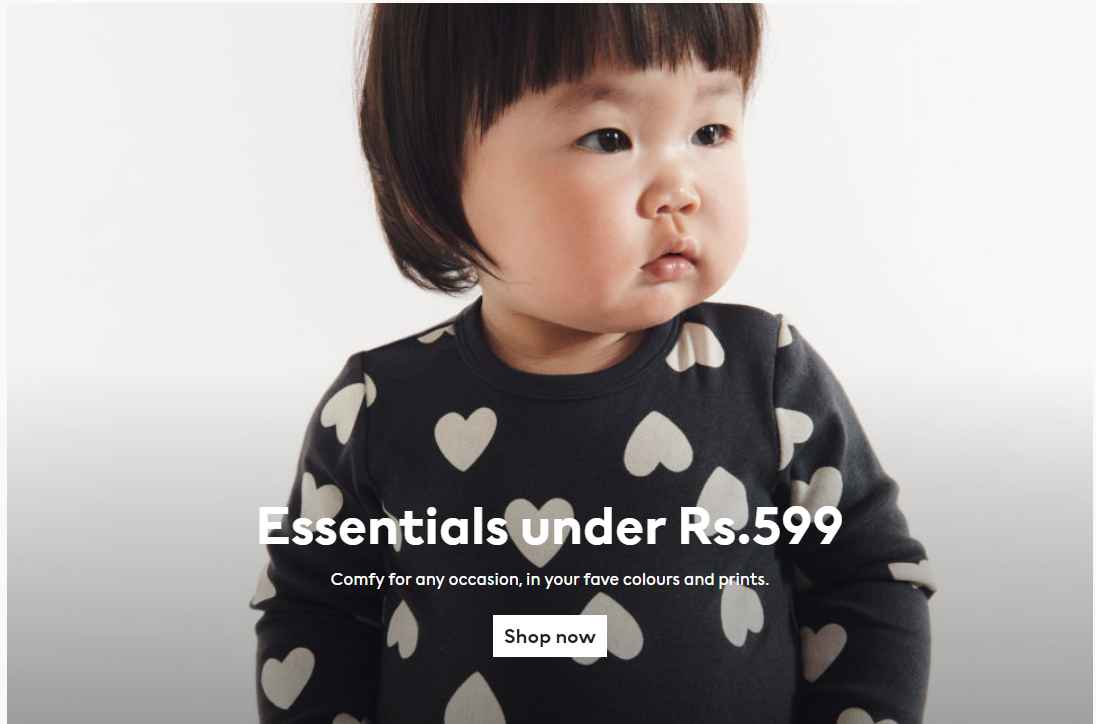 Essentials under Rs.599
Comfy for any occasion, in your fave colours and prints.
Shop now